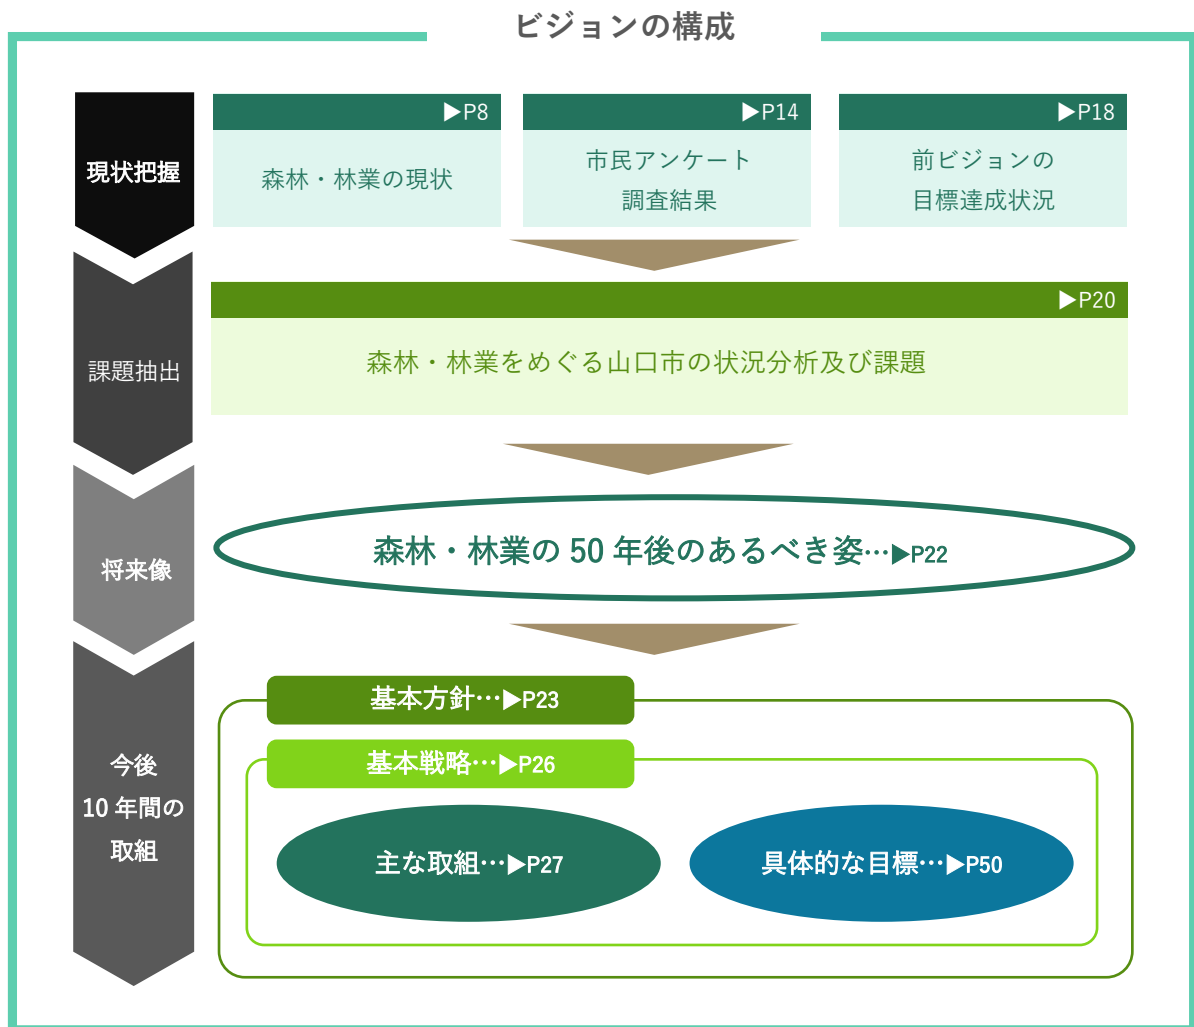 ビジョンの構成
現状把握
▶P8
森林・林業の現状
▶P14
市民アンケート
調査結果
▶P18
前ビジョンの
目標達成状況
課題抽出
▶P20
森林・林業をめぐる山口市の状況分析及び課題
将来像
森林・林業の 50 年後のあるべき姿…▶P22
今後
10 年間の
取組
基本方針…▶P23
基本戦略…▶P26
主な取組…▶P27
具体的な目標…▶P50